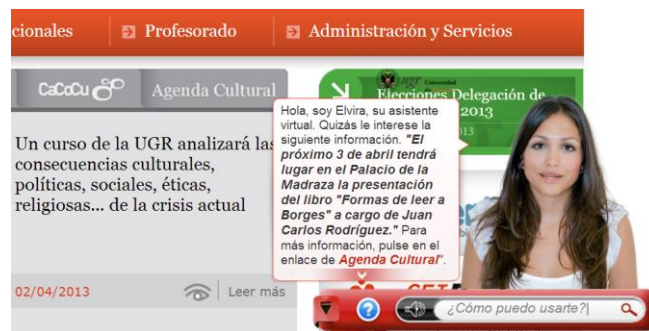 cionales
Profesorado
Administración y Servicios
CaCoCu
Agenda Cultural
Un curso de la UGR analizará las
consecuencias culturales,
políticas, sociales, éticas,
religiosas... de la crisis actual
02/04/2013
Leer más
ugr Universidad
Elecciones Delegación de
2013
013
Hola, soy Elvira, su asistente
virtual. Quizás le interese la
siguiente información. "El
próximo 3 de abril tendrá
lugar en el Palacio de la
Madraza la presentación
del libro "Formas de leer a
Borges" a cargo de Juan
Carlos Rodríguez." Para
más información, pulse en el
enlace de Agenda Cultural".
¿Cómo puedo usarte?